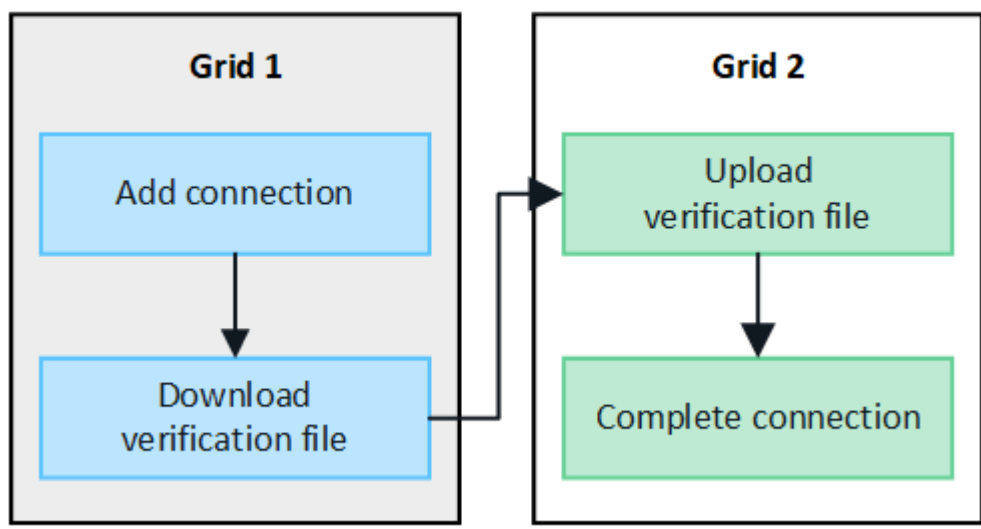 Grid 1
Add connection
Download
verification file
Grid 2
Upload
verification file
Complete connection